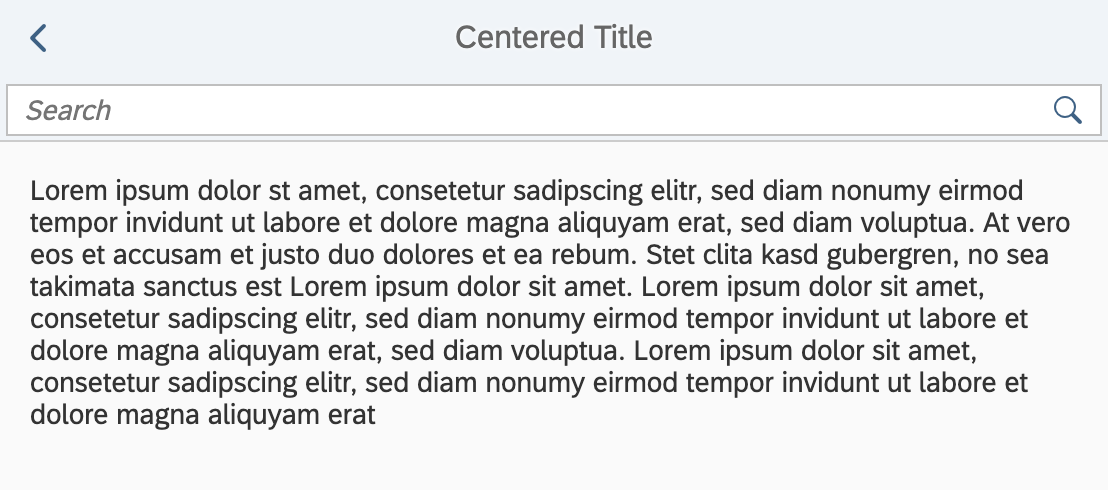 Centered Title
Search
Lorem ipsum dolor st amet, consetetur sadipscing elitr, sed diam nonumy eirmod
tempor invidunt ut labore et dolore magna aliquyam erat, sed diam voluptua. At vero
eos et accusam et justo duo dolores et ea rebum. Stet clita kasd gubergren, no sea
takimata sanctus est Lorem ipsum dolor sit amet. Lorem ipsum dolor sit amet,
consetetur sadipscing elitr, sed diam nonumy eirmod tempor invidunt ut labore et
dolore magna aliquyam erat, sed diam voluptua. Lorem ipsum dolor sit amet,
consetetur sadipscing elitr, sed diam nonumy eirmod tempor invidunt ut labore et
dolore magna aliquyam erat